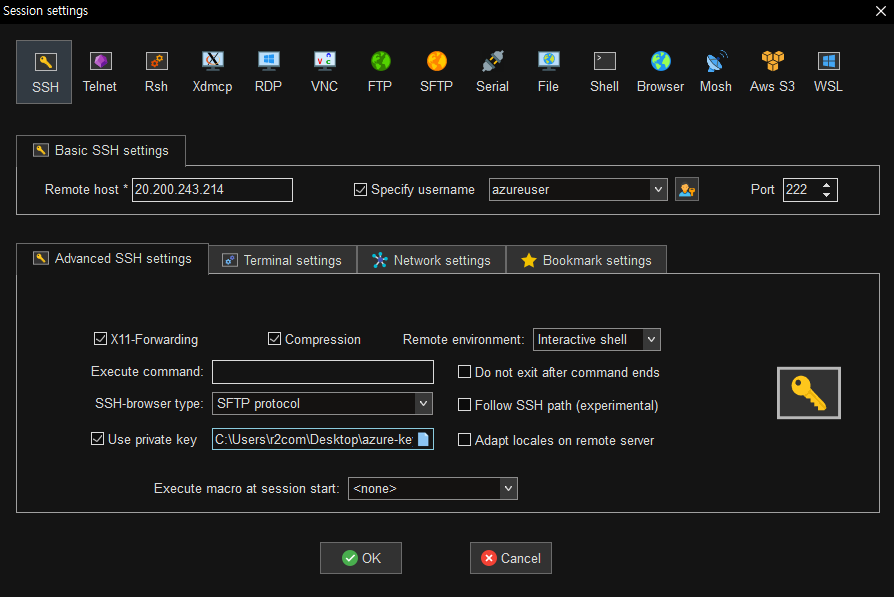 Session settings
SSH Telnet Rsh Xdmcp RDP VNC FTP SFTP Serial File Shell Browser Mosh Aws S3 WSL
Basic SSH settings
Remote host * 20.200.243.214 Specify username azureuser Port 222
Advanced SSH settings Terminal settings Network settings Bookmark settings
X11-Forwarding Compression Remote environment: Interactive shell
Execute command: Do not exit after command ends
SSH-browser type: SFTP protocol Follow SSH path (experimental)
Use private key C:\Users\r2com\Desktop\azure-ke Adapt locales on remote server
Execute macro at session start: <none>
OK Cancel